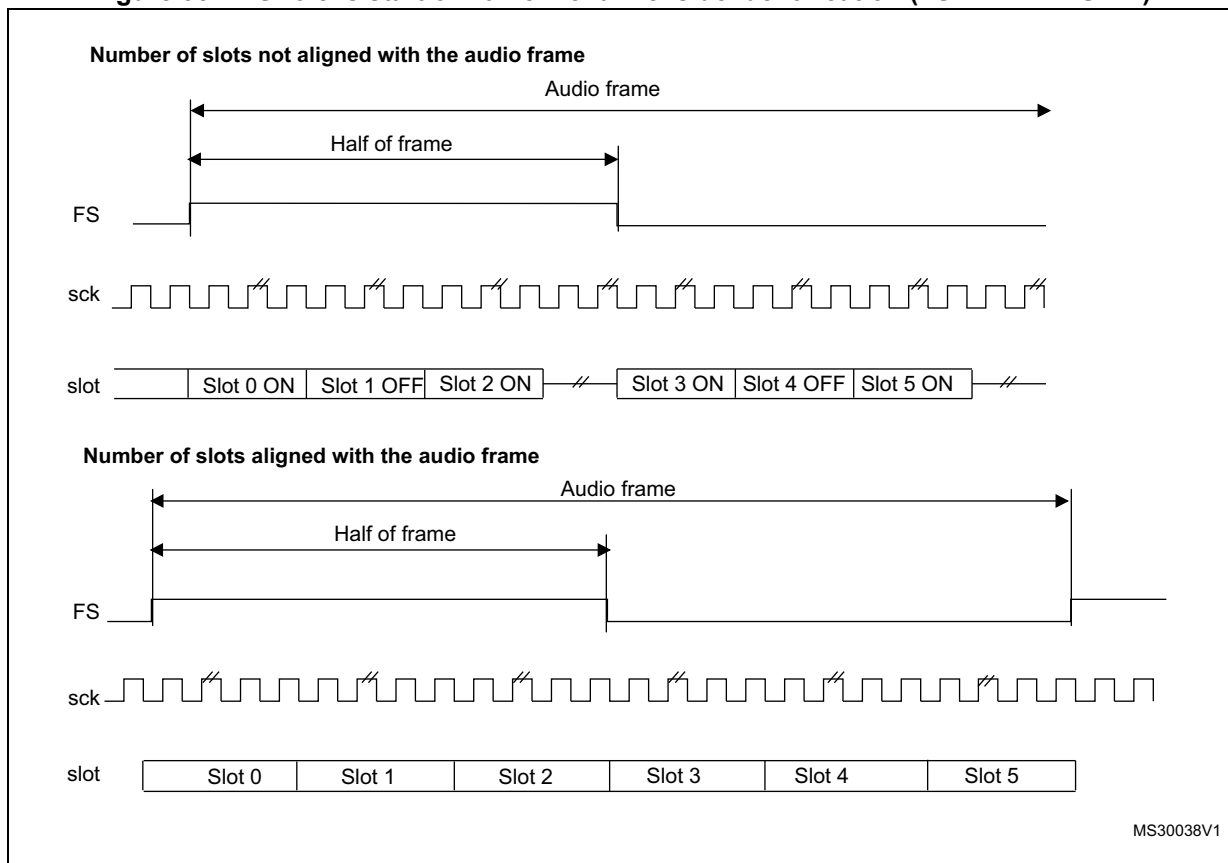 Number of slots not aligned with the audio frame
Audio frame
Half of frame
FS
sck
slot Slot 0 ON Slot 1 OFF Slot 2 ON Slot 3 ON Slot 4 OFF Slot 5 ON
Number of slots aligned with the audio frame
Audio frame
Half of frame
FS
sck
slot Slot 0 Slot 1 Slot 2 Slot 3 Slot 4 Slot 5
MS30038V1